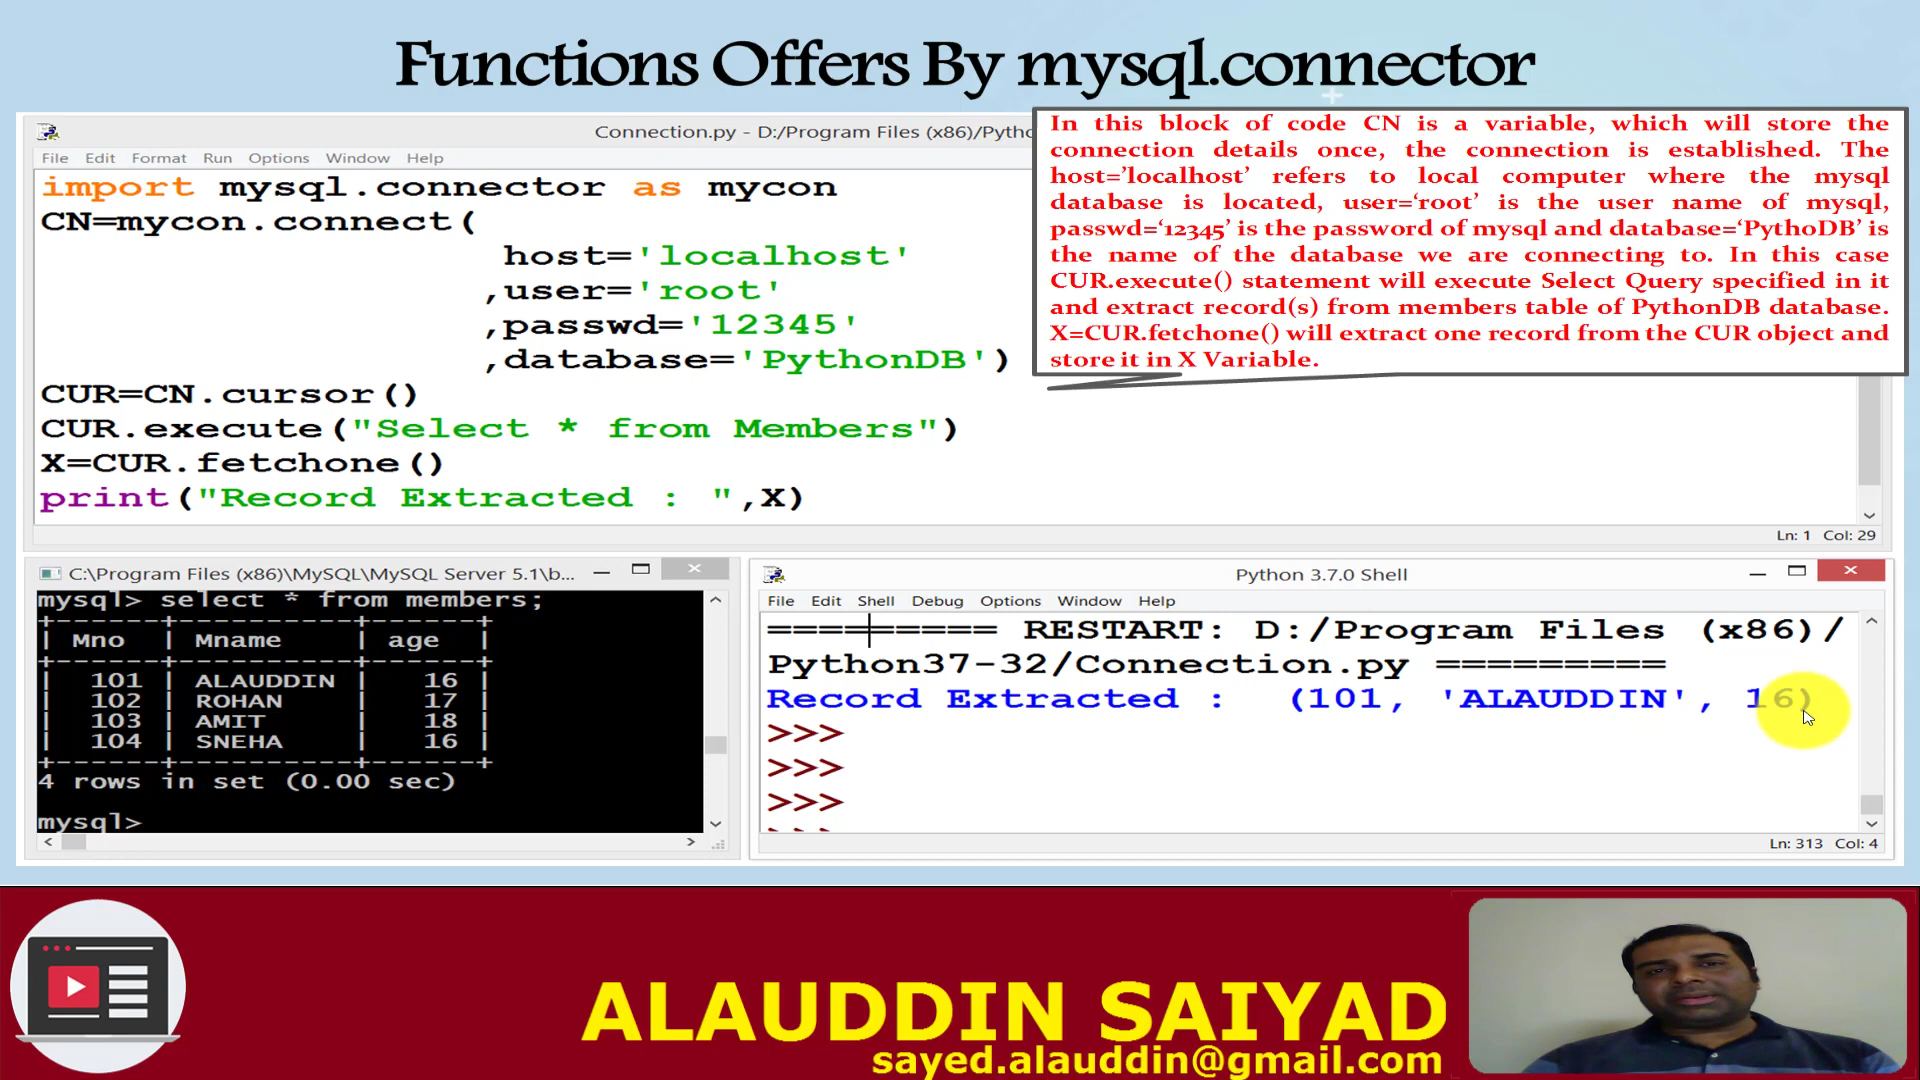 Functions Offers By mysql.connector
Connection.py - D:/Program Files (x86)/Pytho
File Edit Format Run Options Window Help
import mysql.connector as mycon
CN=mycon.connect(
host='localhost'
,user='root'
,passwd='12345'
,database='PythonDB')
CUR=CN.cursor()
CUR.execute("Select * from Members")
X=CUR.fetchone()
print("Record Extracted : ",X)
Ln: 1 Col: 29
In this block of code CN is a variable, which will store the
connection details once, the connection is established. The
host=’localhost’ refers to local computer where the mysql
database is located, user=‘root’ is the user name of mysql,
passwd=‘12345’ is the password of mysql and database=‘PythoDB’ is
the name of the database we are connecting to. In this case
CUR.execute() statement will execute Select Query specified in it
and extract record(s) from members table of PythonDB database.
X=CUR.fetchone() will extract one record from the CUR object and
store it in X Variable.
C:\Program Files (x86)\MySQL\MySQL Server 5.1\b...
mysql> select * from members;
+------+----------+------+
| Mno | Mname | age |
+------+----------+------+
| 101 | ALAUDDIN | 16 |
| 102 | ROHAN | 17 |
| 103 | AMIT | 18 |
| 104 | SNEHA | 16 |
+------+----------+------+
4 rows in set (0.00 sec)
mysql>
Python 3.7.0 Shell
File Edit Shell Debug Options Window Help
========= RESTART: D:/Program Files (x86)/
Python37-32/Connection.py =========
Record Extracted : (101, 'ALAUDDIN', 16)
>>>
>>>
>>>
Ln: 313 Col: 4
ALAUDDIN SAIYAD
sayed.alauddin@gmail.com